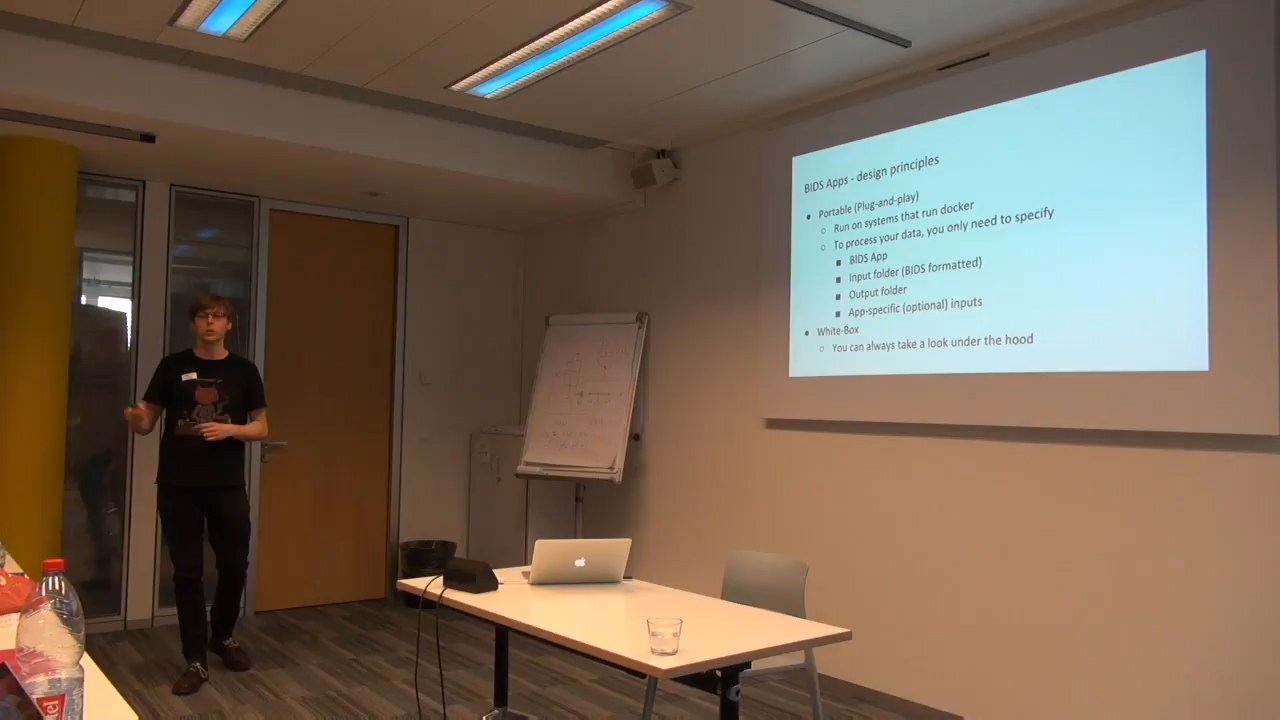 BIDS Apps - design principles
● Portable (Plug-and-play)
○ Run on systems that run docker
○ To process your data, you only need to specify
■ BIDS App
■ Input folder (BIDS formatted)
■ Output folder
■ App-specific (optional) inputs
● White-Box
○ You can always take a look under the hood